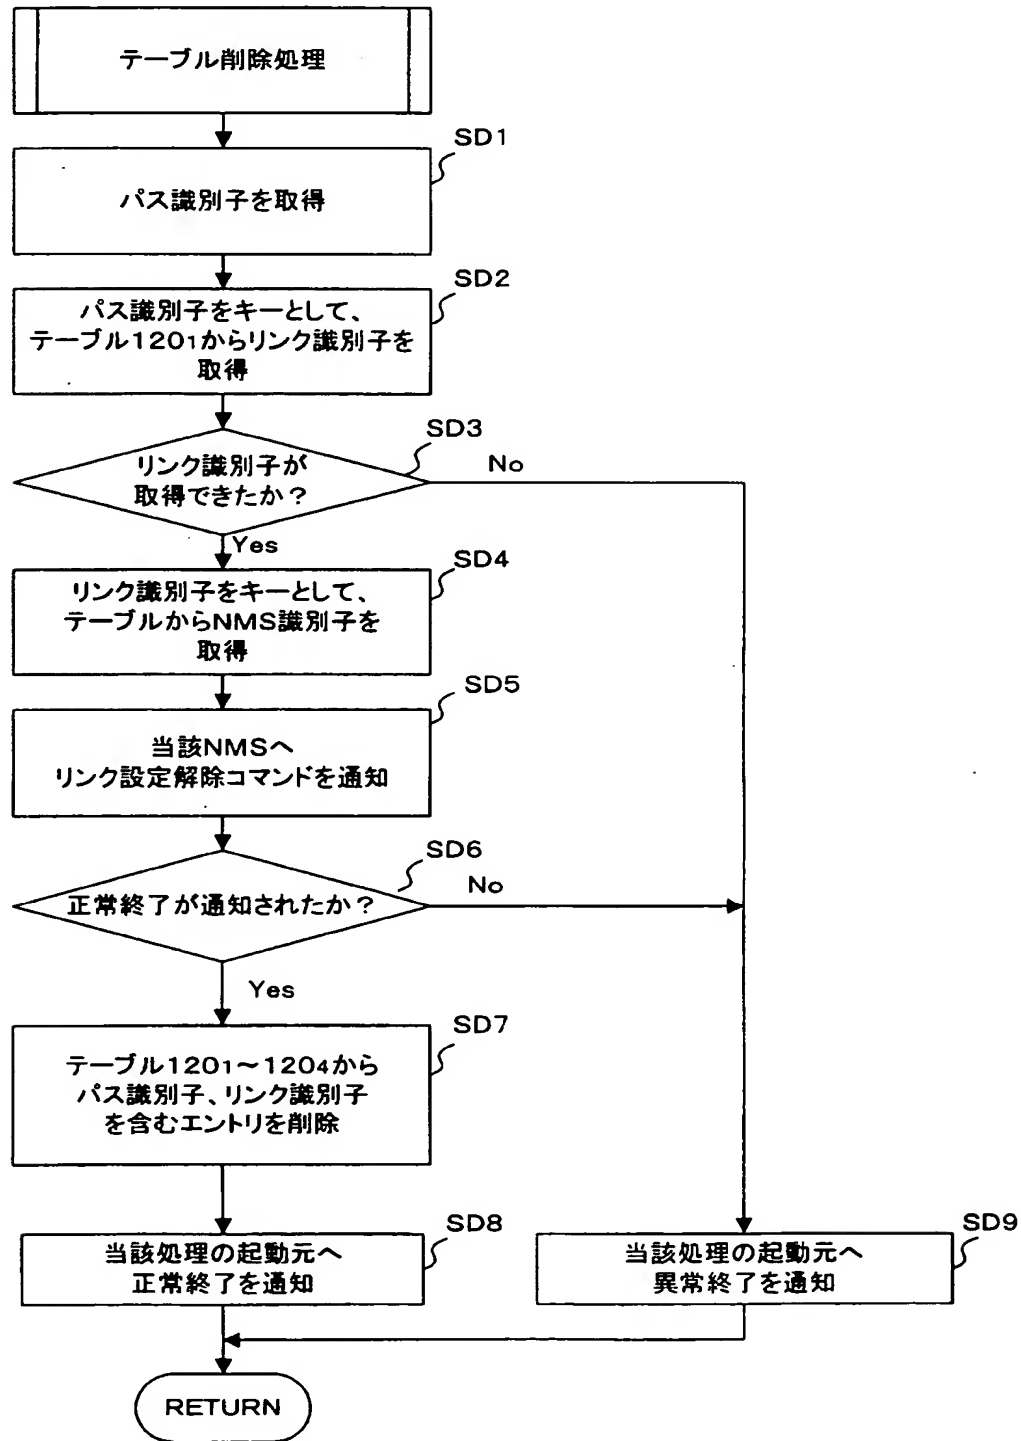 テーブル削除処理
SD1
パス識別子を取得
SD2
パス識別子をキーとして、
テーブル120₁からリンク識別子を
取得
SD3
リンク識別子が
取得できたか？
No
Yes
SD4
リンク識別子をキーとして、
テーブルからNMS識別子を
取得
SD5
当該NMSへ
リンク設定解除コマンドを通知
SD6
正常終了が通知されたか？
No
Yes
SD7
テーブル120₁～120₄から
パス識別子、リンク識別子
を含むエントリを削除
SD8
当該処理の起動元へ
正常終了を通知
SD9
当該処理の起動元へ
異常終了を通知
RETURN